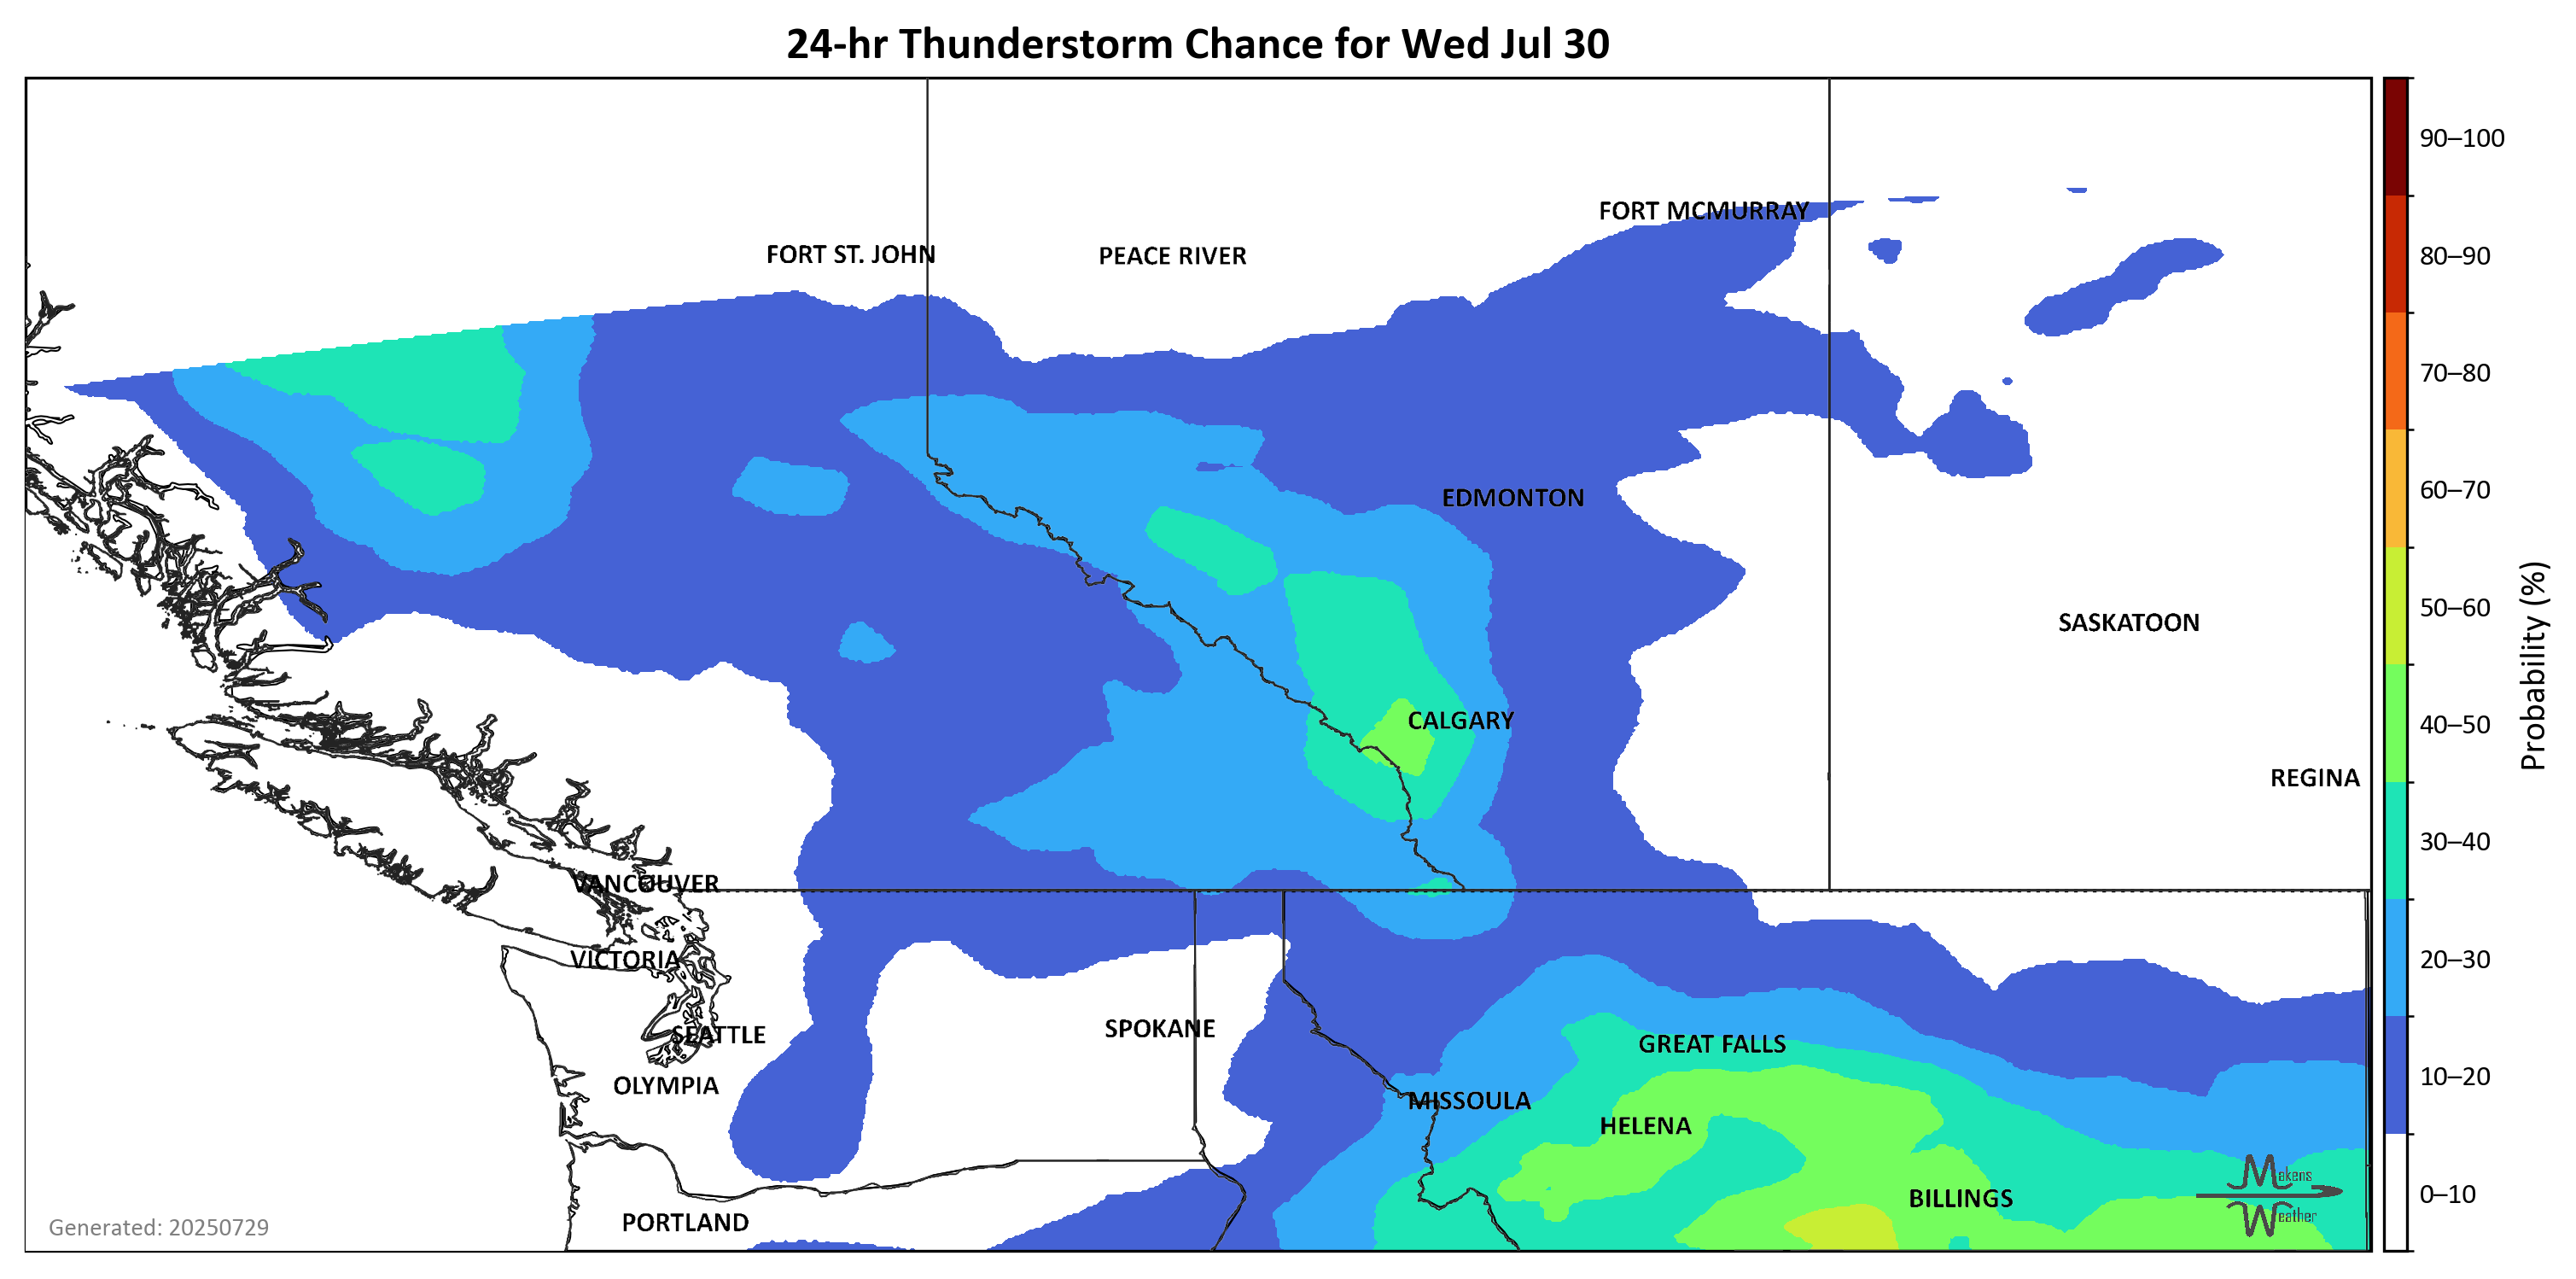 24-hr Thunderstorm Chance for Wed Jul 30
90–100
80–90
70–80
60–70
50–60
40–50
30–40
20–30
10–20
0–10
Probability (%)
FORT MCMURRAY
FORT ST. JOHN
PEACE RIVER
EDMONTON
SASKATOON
CALGARY
REGINA
VANCOUVER
VICTORIA
SPOKANE
SEATTLE
GREAT FALLS
OLYMPIA
MISSOULA
HELENA
BILLINGS
PORTLAND
Makens
Weather
Generated: 20250729